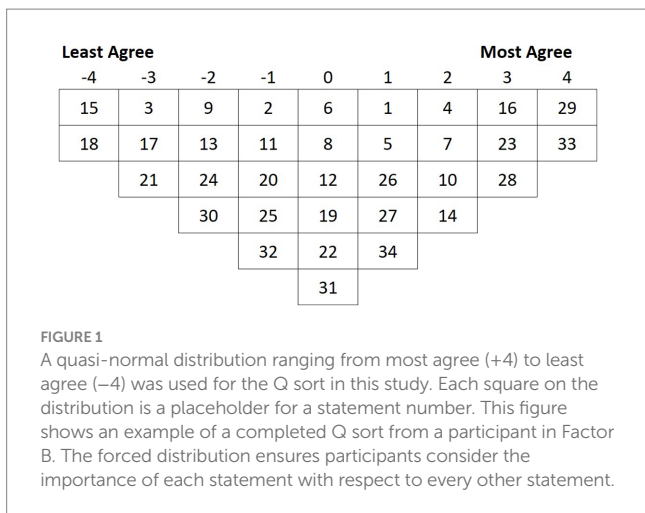 Least Agree Most Agree
-4 -3 -2 -1 0 1 2 3 4
15 3 9 2 6 1 4 16 29
18 17 13 11 8 5 7 23 33
21 24 20 12 26 10 28
30 25 19 27 14
32 22 34
31
FIGURE 1
A quasi-normal distribution ranging from most agree (+4) to least
agree (−4) was used for the Q sort in this study. Each square on the
distribution is a placeholder for a statement number. This figure
shows an example of a completed Q sort from a participant in Factor
B. The forced distribution ensures participants consider the
importance of each statement with respect to every other statement.